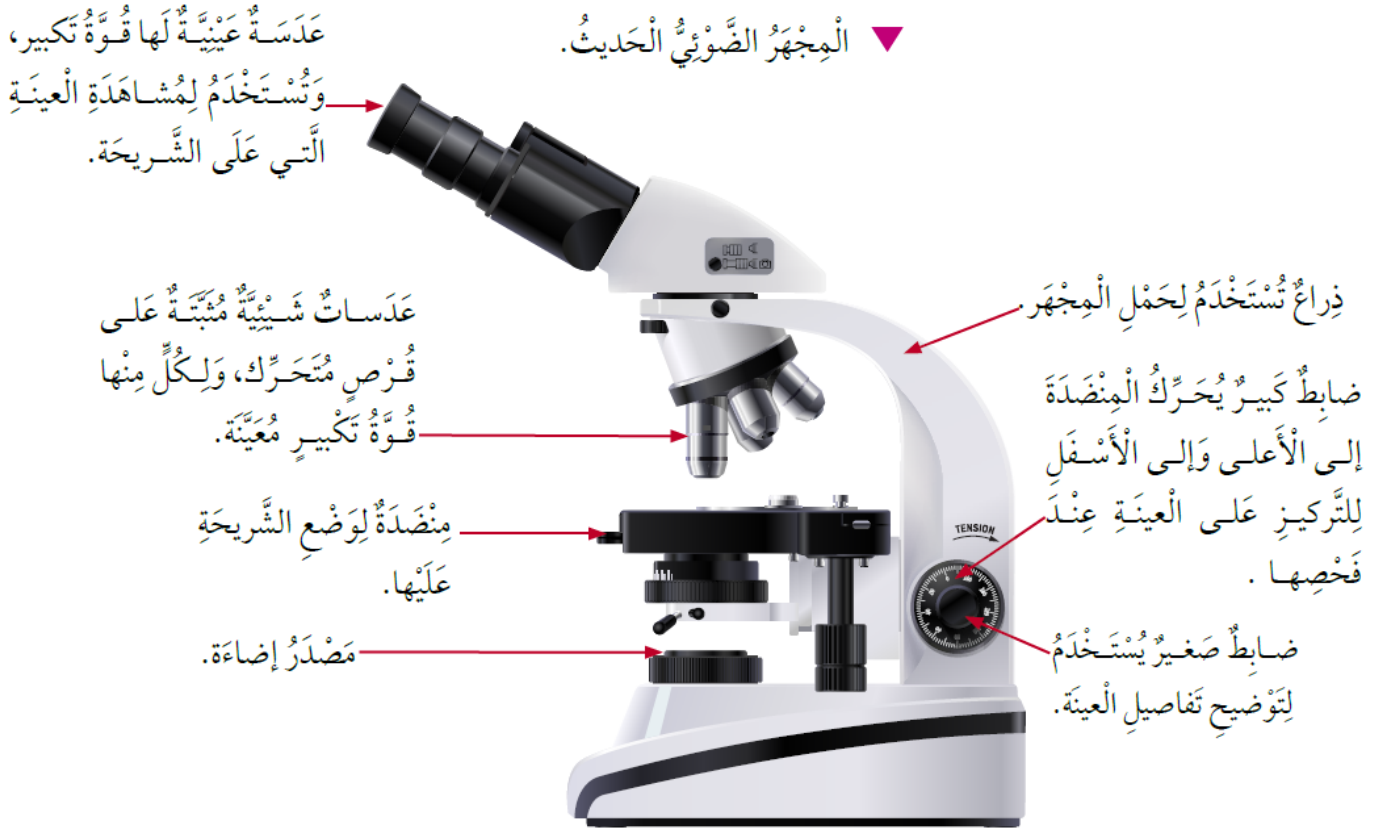 الْمِجْهَرُ الضَّوْئِيُّ الْحَديثُ.
عَدَسَةٌ عَيْنِيَّةٌ لَها قُوَّةُ تَكبير،
وَتُسْتَخْدَمُ لِمُشاهَدَةِ الْعينَةِ
الَّتي عَلَى الشَّريحَة.
ذِراعٌ تُسْتَخْدَمُ لِحَمْلِ الْمِجْهَر.
عَدَساتٌ شَيْئِيَّةٌ مُثَبَّتَةٌ عَلى
قُرْصٍ مُتَحَرِّك، وَلِكُلٍّ مِنْها
قُوَّةُ تَكْبيرٍ مُعَيَّنَة.
ضابِطٌ كَبيرٌ يُحَرِّكُ الْمِنْضَدَةَ
إلى الْأَعلى وَإلى الْأَسْفَلِ
لِلتَّركيزِ عَلى الْعينَةِ عِنْدَ
فَحْصِها .
مِنْضَدَةٌ لِوَضْعِ الشَّريحَةِ
عَلَيْها.
TENSION
مَصْدَرُ إضاءَة.
ضابِطٌ صَغيرٌ يُسْتَخْدَمُ
لِتَوْضيحِ تَفاصيلِ الْعينَة.